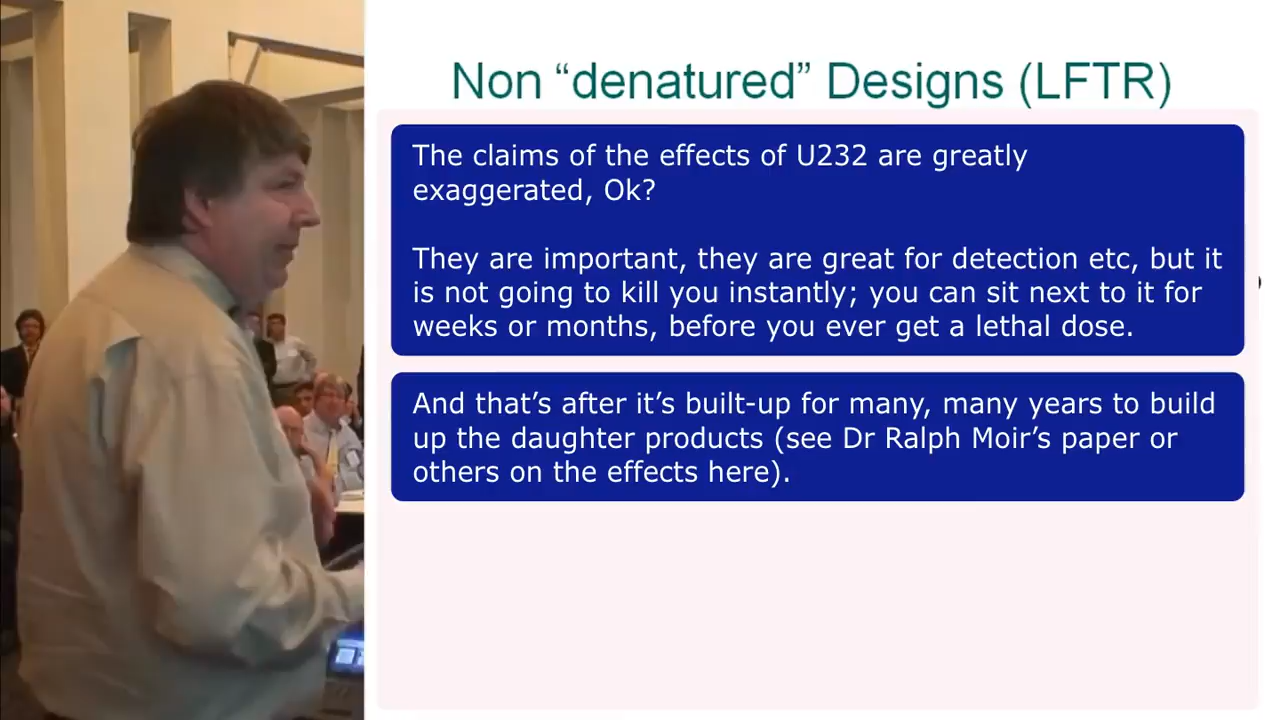 Non “denatured” Designs (LFTR)
The claims of the effects of U232 are greatly
exaggerated, Ok?
They are important, they are great for detection etc, but it
is not going to kill you instantly; you can sit next to it for
weeks or months, before you ever get a lethal dose.
And that’s after it’s built-up for many, many years to build
up the daughter products (see Dr Ralph Moir’s paper or
others on the effects here).